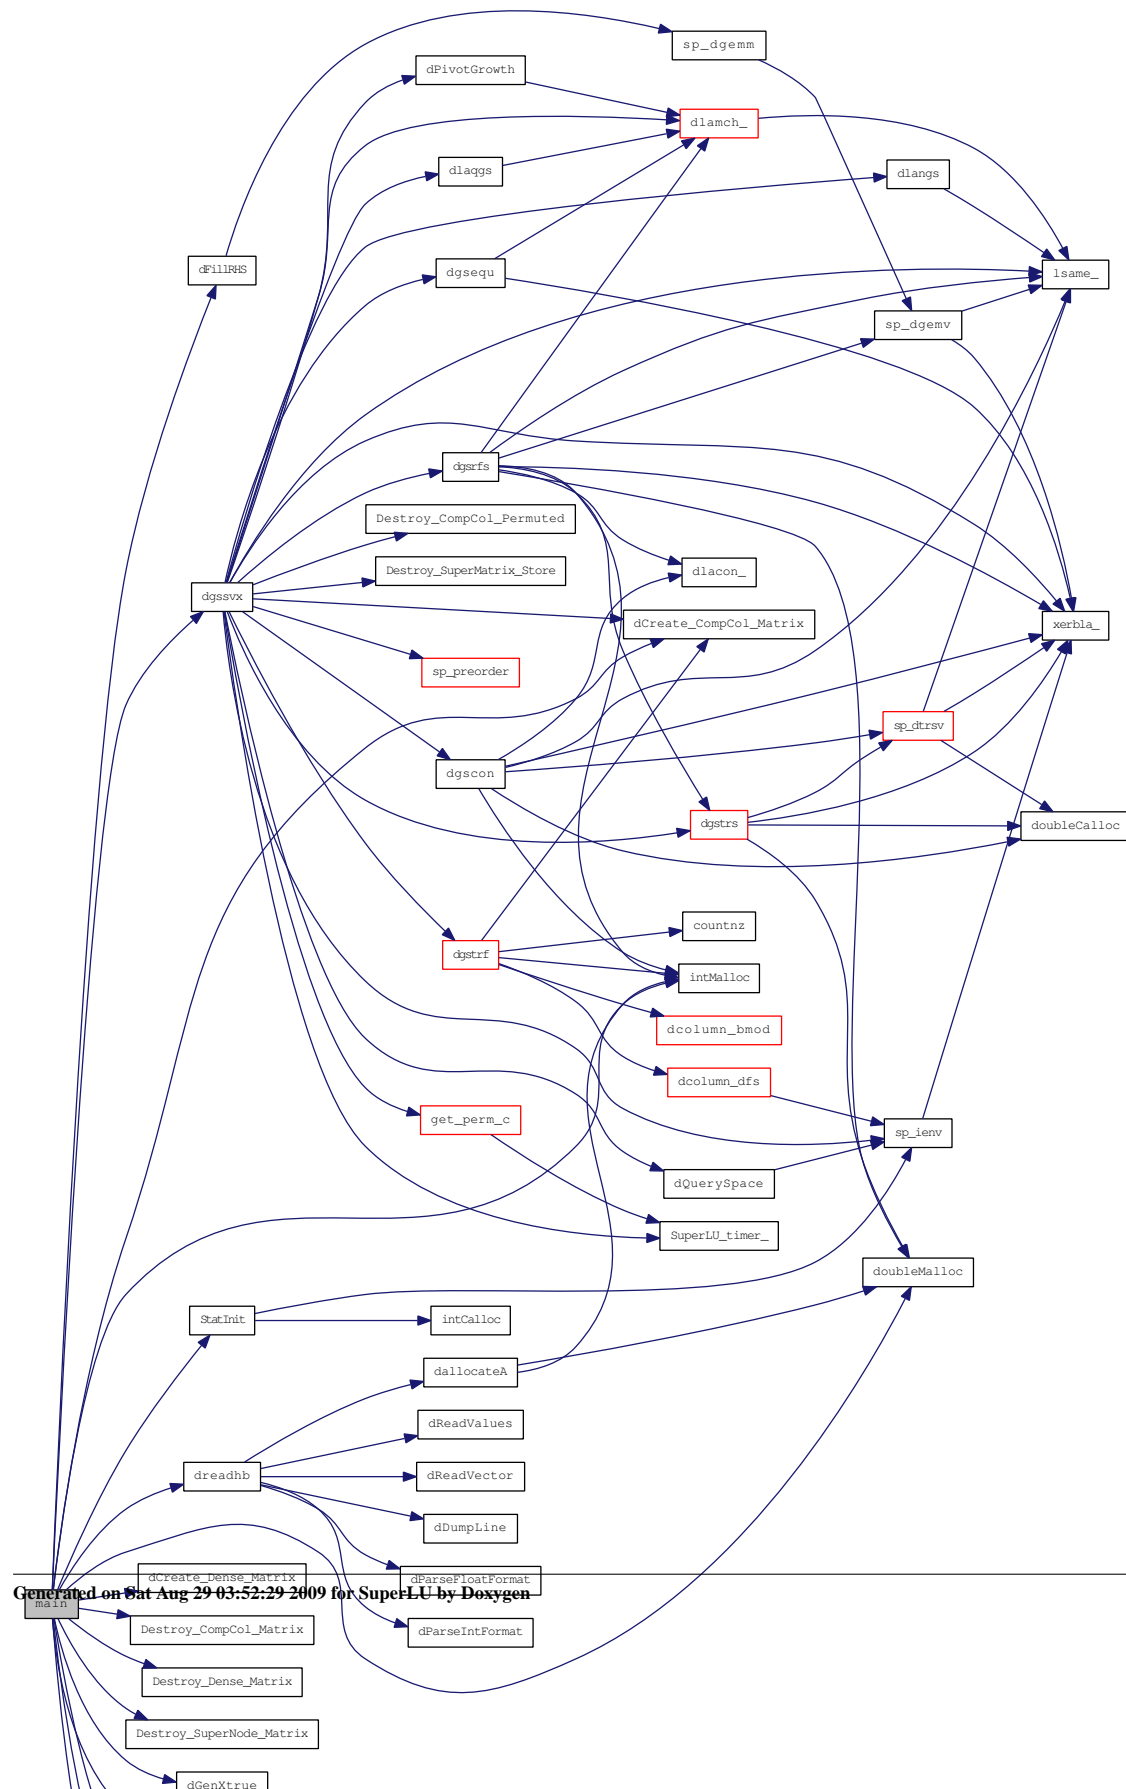 sp_dgemm
dPivotGrowth
dlamch_
dlaqgs
dlangs
dFillRHS
dgsequ
lsame_
sp_dgemv
dgsrfs
Destroy_CompCol_Permuted
Destroy_SuperMatrix_Store
dlacon_
dgssvx
dCreate_CompCol_Matrix
xerbla_
sp_preorder
sp_dtrsv
dgscon
dgstrs
doubleCalloc
countnz
dgstrf
intMalloc
dcolumn_bmod
dcolumn_dfs
get_perm_c
sp_ienv
dQuerySpace
SuperLU_timer_
doubleMalloc
StatInit
intCalloc
dallocateA
dReadValues
dreadhb
dReadVector
dDumpLine
dCreate_Dense_Matrix
dParseFloatFormat
Generated on Sat Aug 29 03:52:29 2009 for SuperLU by Doxygen
main
Destroy_CompCol_Matrix
dParseIntFormat
Destroy_Dense_Matrix
Destroy_SuperNode_Matrix
dGenXtrue